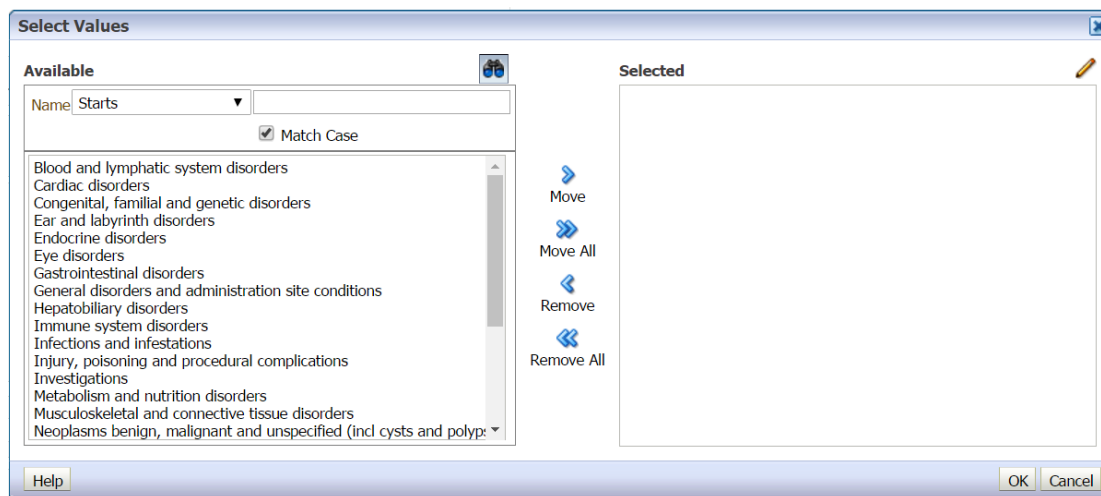 Select Values
Available
Name Starts
Match Case
Blood and lymphatic system disorders
Cardiac disorders
Congenital, familial and genetic disorders
Ear and labyrinth disorders
Endocrine disorders
Eye disorders
Gastrointestinal disorders
General disorders and administration site conditions
Hepatobiliary disorders
Immune system disorders
Infections and infestations
Injury, poisoning and procedural complications
Investigations
Metabolism and nutrition disorders
Musculoskeletal and connective tissue disorders
Neoplasms benign, malignant and unspecified (incl cysts and polyps
Move
Move All
Remove
Remove All
Selected
Help
OK Cancel